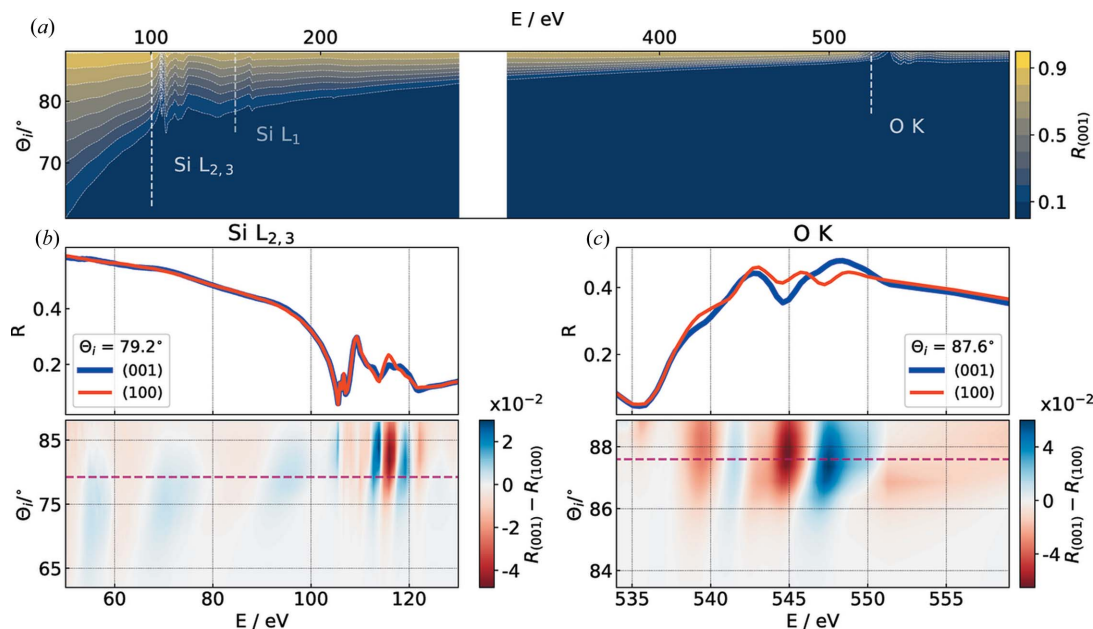 (a)
E / eV
100 200 400 500
Θi/°
80
70
Si L2,3
Si L1
O K
0.9
0.5
0.1
R(001)
(b) Si L2,3
R
0.4
0.2
Θi = 79.2°
(001)
(100)
x10⁻²
Θi/°
85
75
65
2
0
-2
-4
R(001) − R(100)
60 80 100 120
E / eV
(c) O K
0.4
0.2
Θi = 87.6°
(001)
(100)
x10⁻²
Θi/°
88
86
84
4
0
-4
R(001) − R(100)
535 540 545 550 555
E / eV